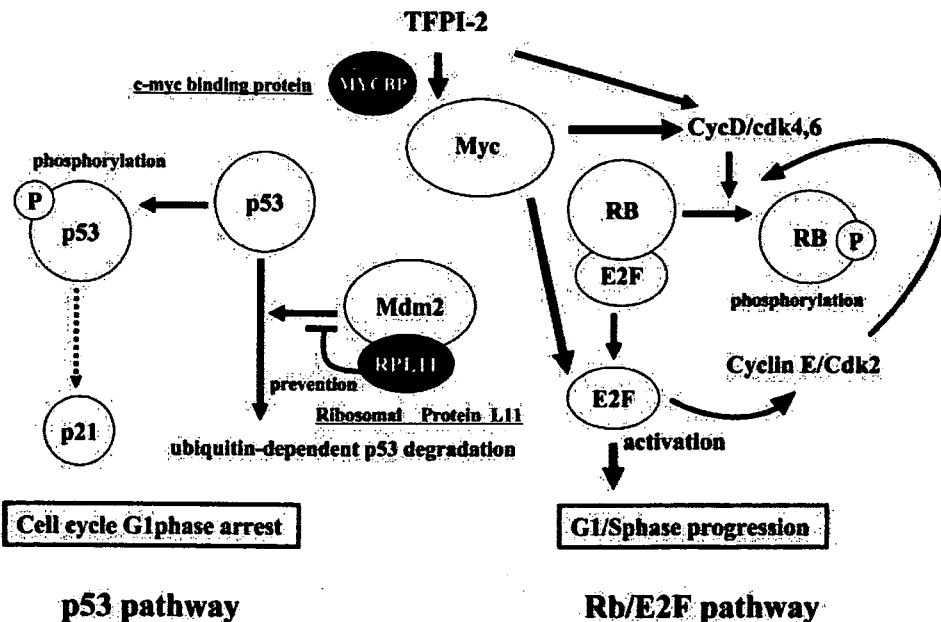 TFPI-2
c-myc binding protein
MYCBP
Myc
CycD/cdk4,6
phosphorylation
P
p53
p53
RB
E2F
RB
P
phosphorylation
Mdm2
RPL11
prevention
Ribosomal Protein L11
ubiquitin-dependent p53 degradation
p21
E2F
Cyclin E/Cdk2
activation
Cell cycle G1phase arrest
G1/Sphase progression
p53 pathway
Rb/E2F pathway